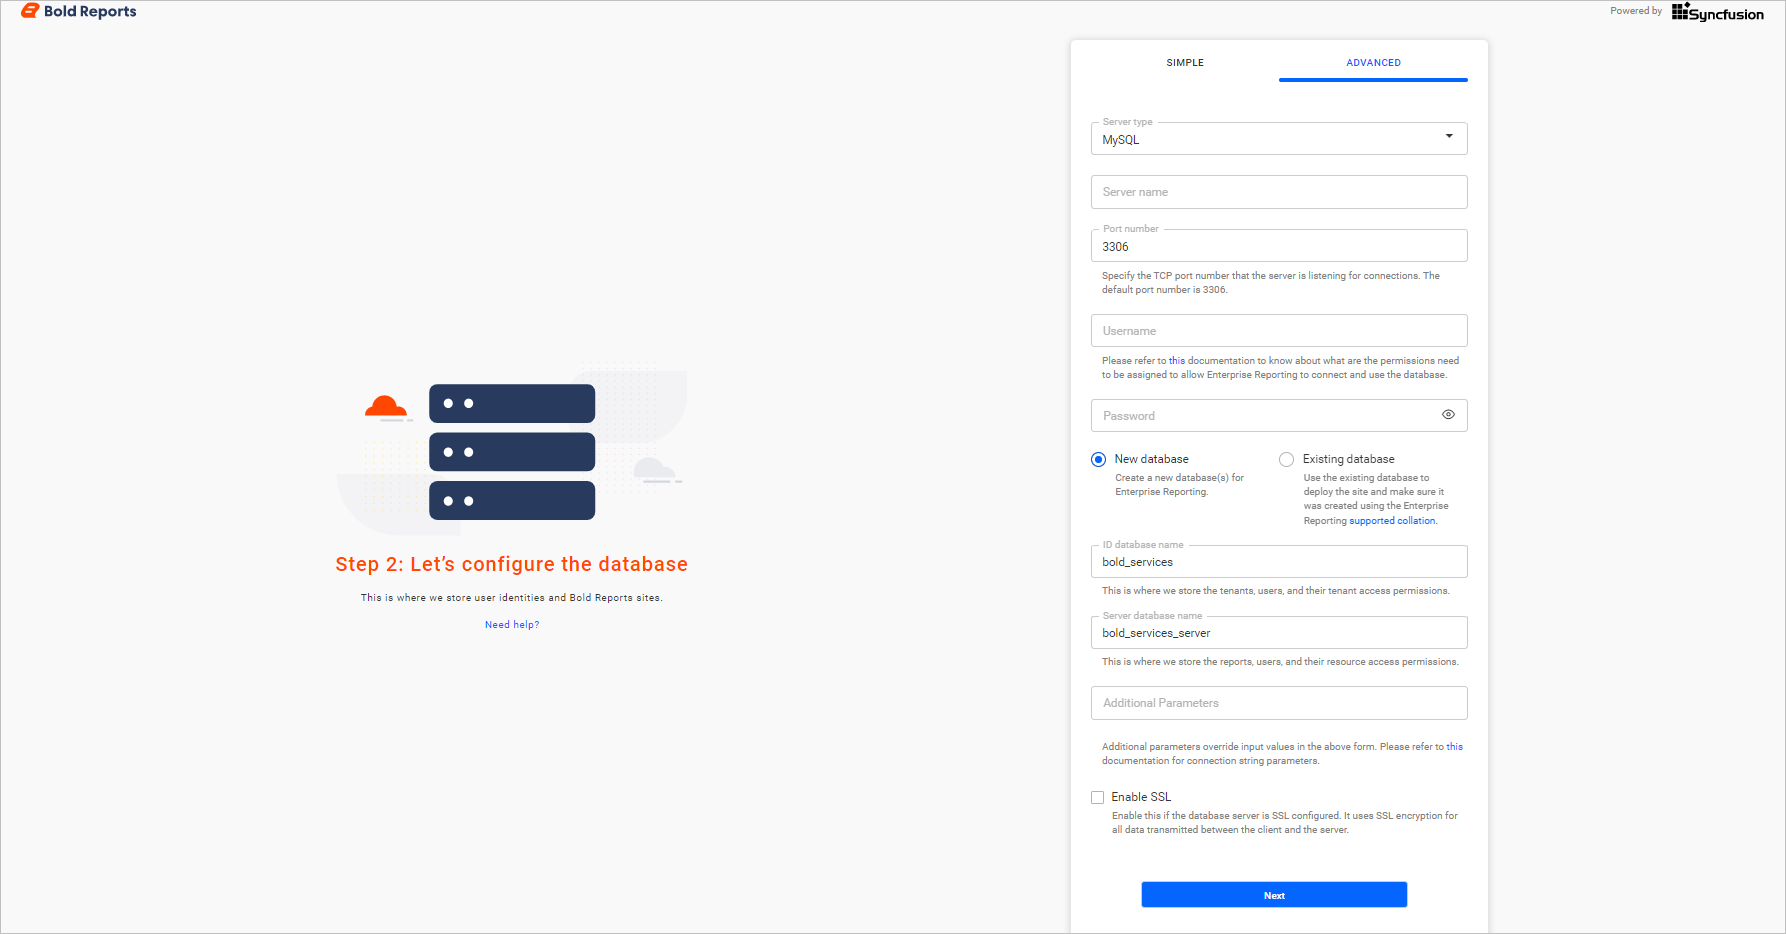 Bold Reports
Powered by Syncfusion
SIMPLE
ADVANCED
Server type
MySQL
Server name
Port number
3306
Specify the TCP port number that the server is listening for connections. The
default port number is 3306.
Username
Please refer to this documentation to know about what are the permissions need
to be assigned to allow Enterprise Reporting to connect and use the database.
Password
New database
Create a new database(s) for
Enterprise Reporting.
Existing database
Use the existing database to
deploy the site and make sure it
was created using the Enterprise
Reporting supported collation.
ID database name
bold_services
This is where we store the tenants, users, and their tenant access permissions.
Server database name
bold_services_server
This is where we store the reports, users, and their resource access permissions.
Additional Parameters
Additional parameters override input values in the above form. Please refer to this
documentation for connection string parameters.
Enable SSL
Enable this if the database server is SSL configured. It uses SSL encryption for
all data transmitted between the client and the server.
Next
Step 2: Let’s configure the database
This is where we store user identities and Bold Reports sites.
Need help?